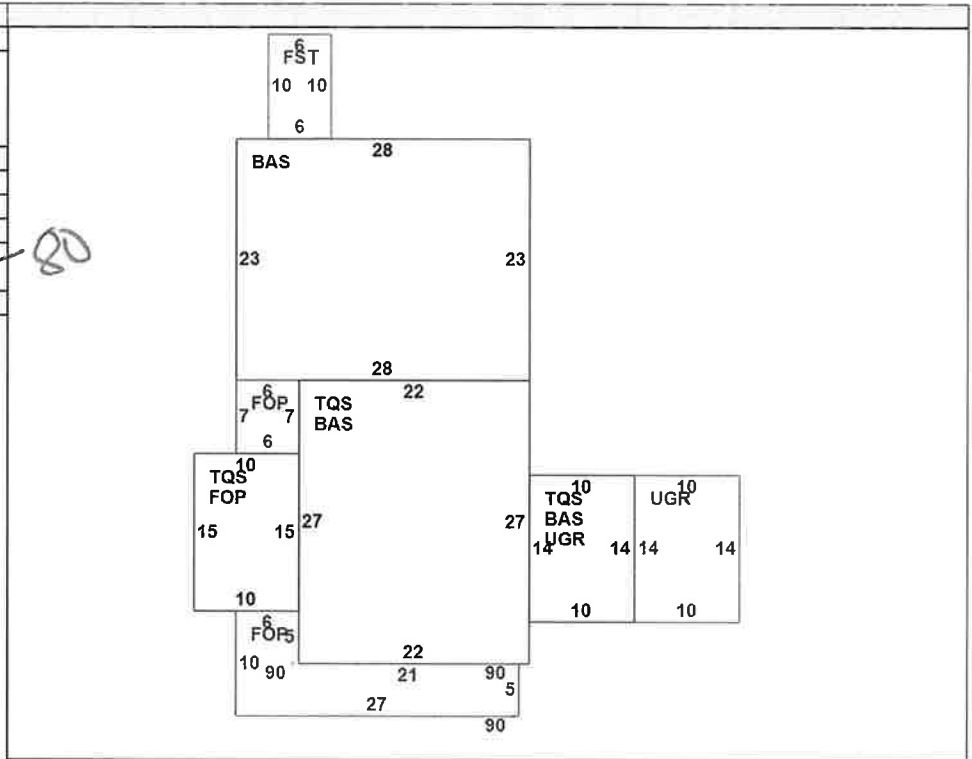 6
FST
10 10
6
28
BAS
80
23 23
28
6 22
FOP TQS
7 7 BAS
6
10
TQS
FOP
10 10
TQS UGR
BAS
UGR
15 15 27 27
14 14 14 14
10
10 10
6
FOP 5
22
10 90 21 90
5
27
90